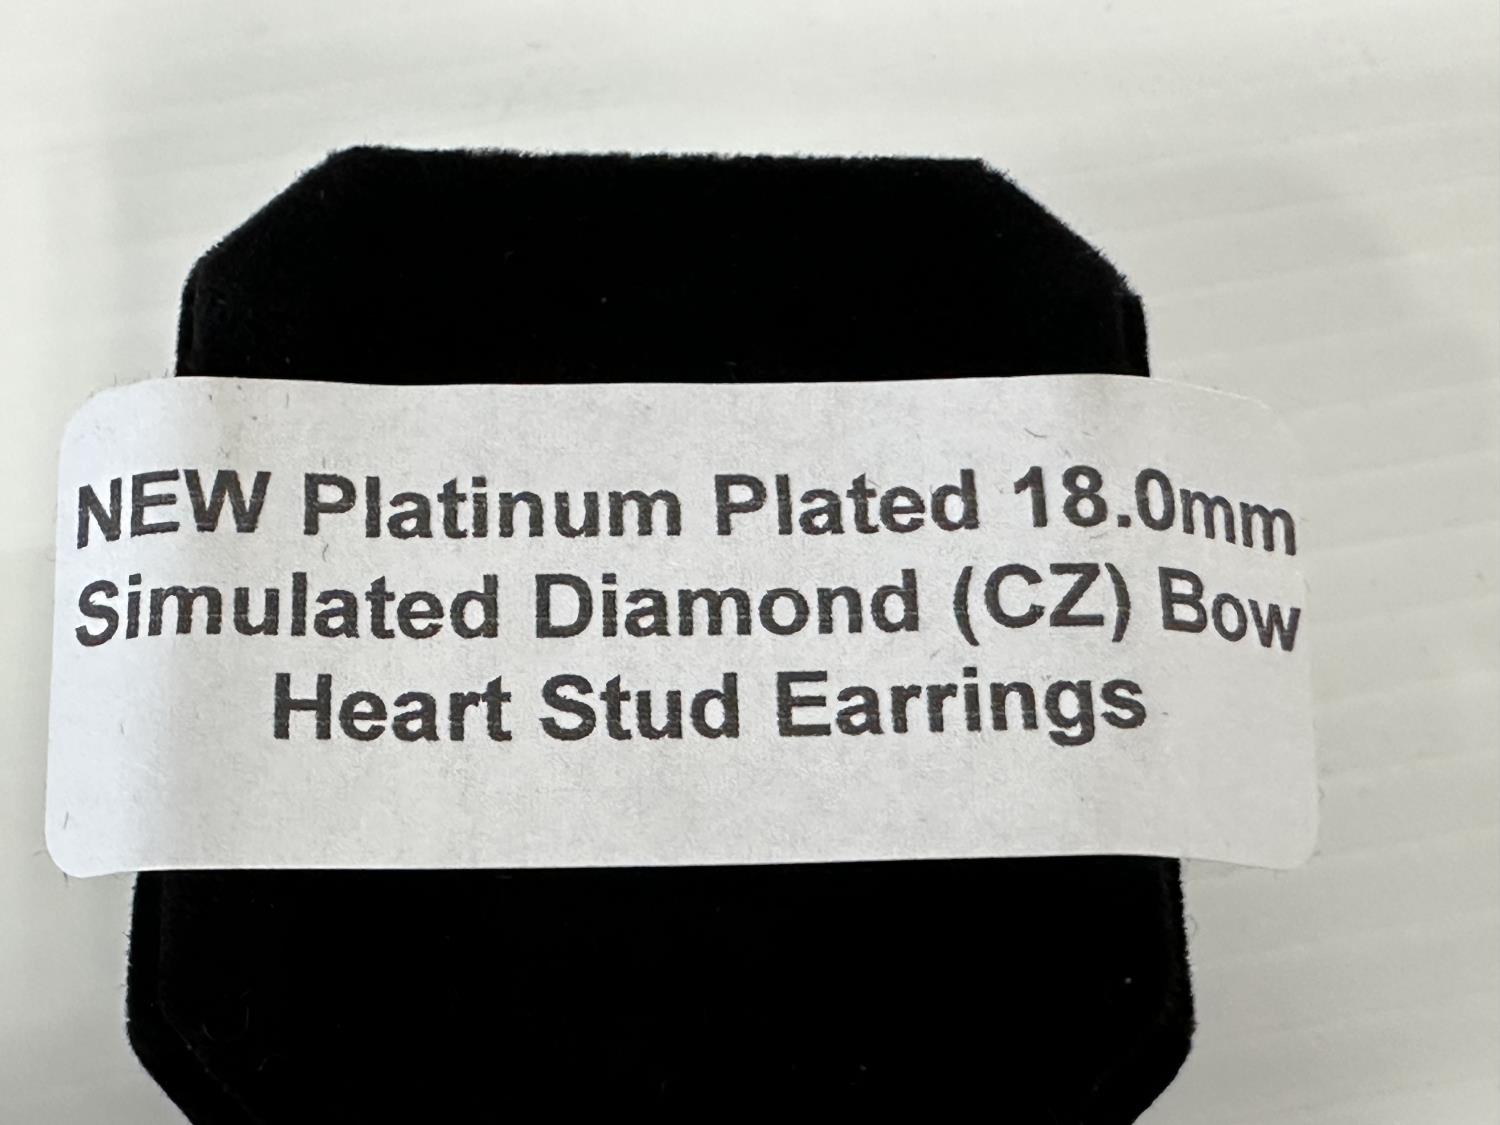 NEW Platinum Plated 18.0mm
Simulated Diamond (CZ) Bow
Heart Stud Earrings